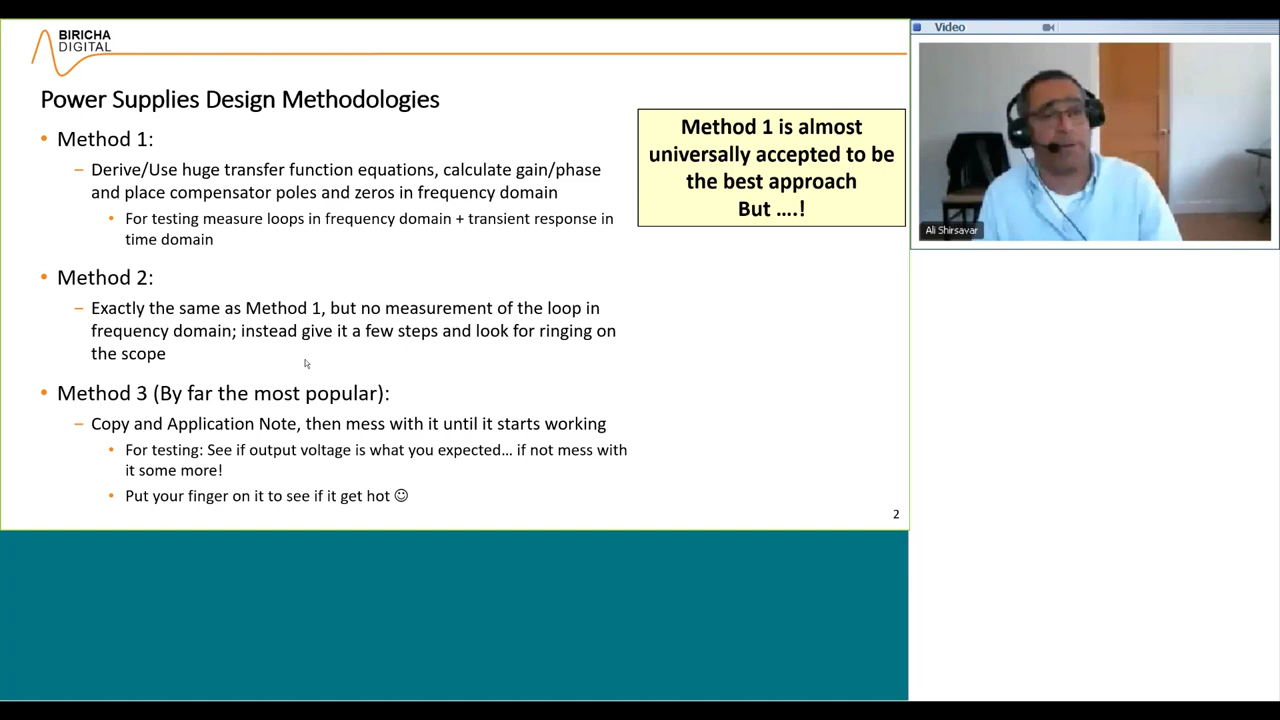 BIRICHA
DIGITAL
Power Supplies Design Methodologies
• Method 1:
– Derive/Use huge transfer function equations, calculate gain/phase
and place compensator poles and zeros in frequency domain
• For testing measure loops in frequency domain + transient response in
time domain
• Method 2:
– Exactly the same as Method 1, but no measurement of the loop in
frequency domain; instead give it a few steps and look for ringing on
the scope
• Method 3 (By far the most popular):
– Copy and Application Note, then mess with it until it starts working
• For testing: See if output voltage is what you expected... if not mess with
it some more!
• Put your finger on it to see if it get hot ☺
Method 1 is almost
universally accepted to be
the best approach
But ....!
2
Video
Ali Shirsavar